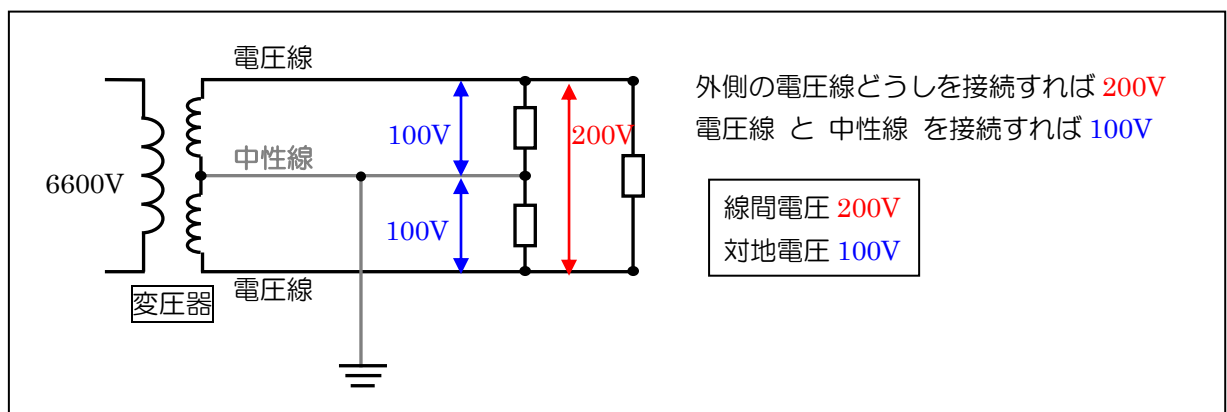 電圧線
外側の電圧線どうしを接続すれば 200V
100V
200V
電圧線 と 中性線 を接続すれば 100V
中性線
6600V
線間電圧 200V
100V
対地電圧 100V
電圧線
変圧器